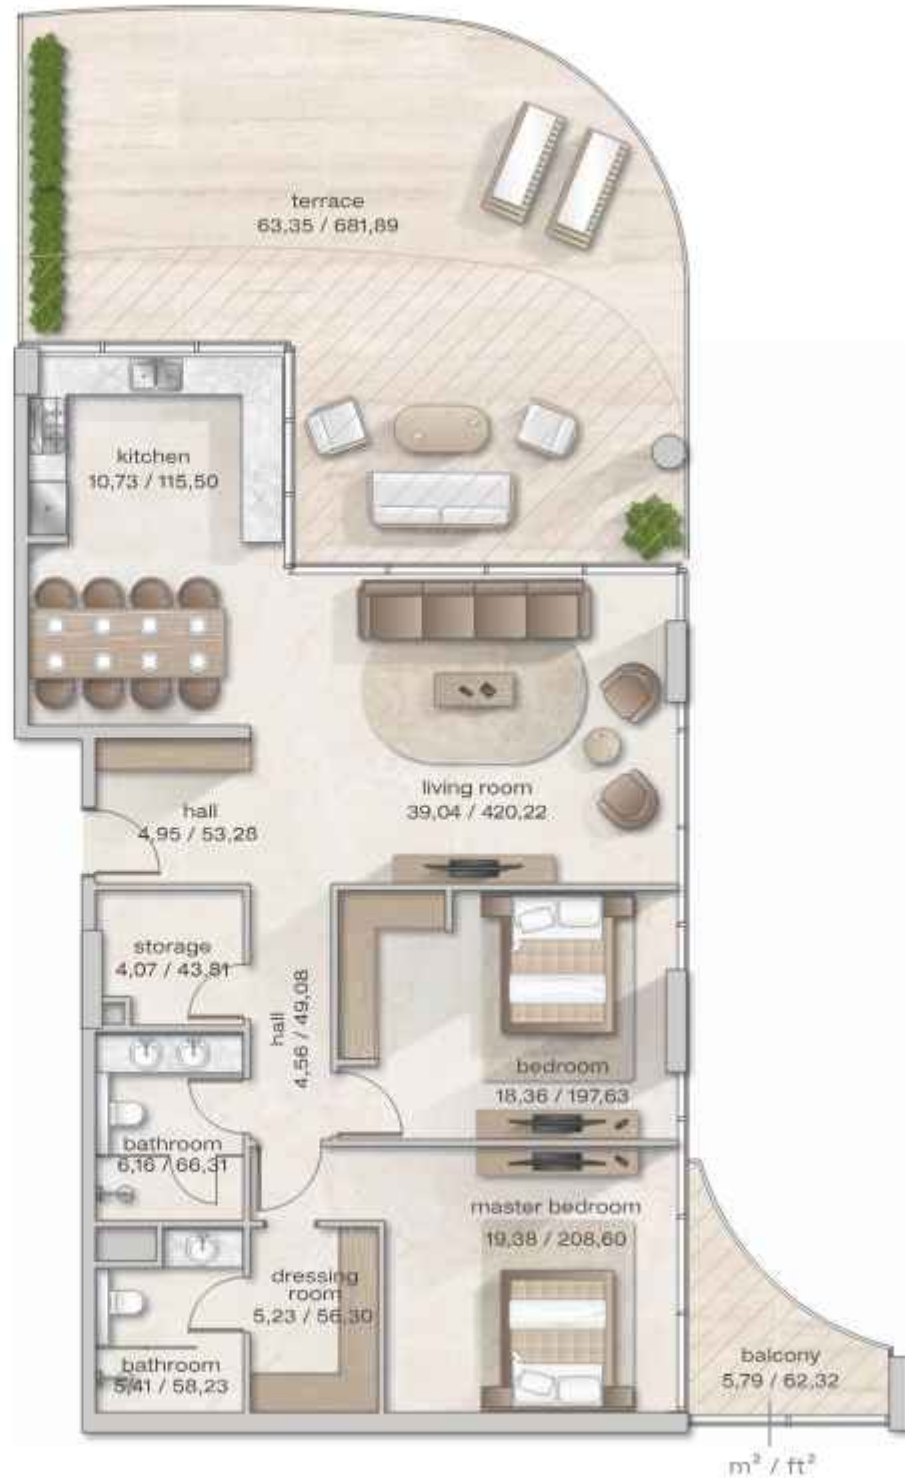 terrace
63,35 / 681,89
kitchen
10,73 / 115,50
living room
39,04 / 420,22
hall
4,95 / 53,28
storage
4,07 / 43,81
hall
4,56 / 49,08
bedroom
18,36 / 197,63
bathroom
6,16 / 66,31
master bedroom
19,38 / 208,60
dressing
room
5,23 / 56,30
bathroom
5,41 / 58,23
balcony
5,79 / 62,32
m² / ft²